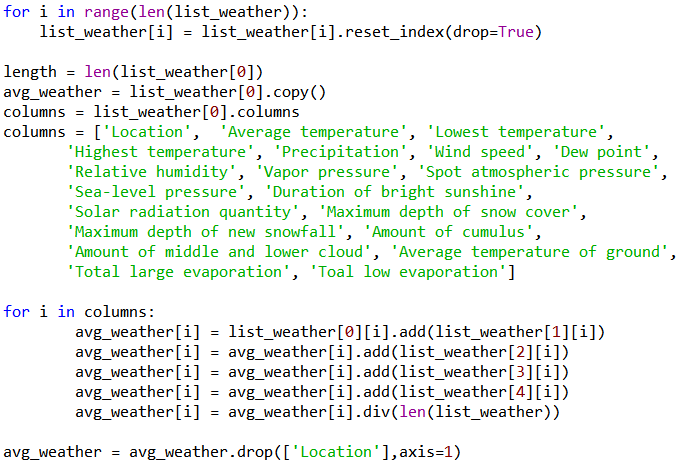 for i in range(len(list_weather)):
    list_weather[i] = list_weather[i].reset_index(drop=True)

length = len(list_weather[0])
avg_weather = list_weather[0].copy()
columns = list_weather[0].columns
columns = ['Location',  'Average temperature', 'Lowest temperature',
       'Highest temperature', 'Precipitation', 'Wind speed', 'Dew point',
       'Relative humidity', 'Vapor pressure', 'Spot atmospheric pressure',
       'Sea-level pressure', 'Duration of bright sunshine',
       'Solar radiation quantity', 'Maximum depth of snow cover',
       'Maximum depth of new snowfall', 'Amount of cumulus',
       'Amount of middle and lower cloud', 'Average temperature of ground',
       'Total large evaporation', 'Toal low evaporation']

for i in columns:
        avg_weather[i] = list_weather[0][i].add(list_weather[1][i])
        avg_weather[i] = avg_weather[i].add(list_weather[2][i])
        avg_weather[i] = avg_weather[i].add(list_weather[3][i])
        avg_weather[i] = avg_weather[i].add(list_weather[4][i])
        avg_weather[i] = avg_weather[i].div(len(list_weather))

avg_weather = avg_weather.drop(['Location'],axis=1)